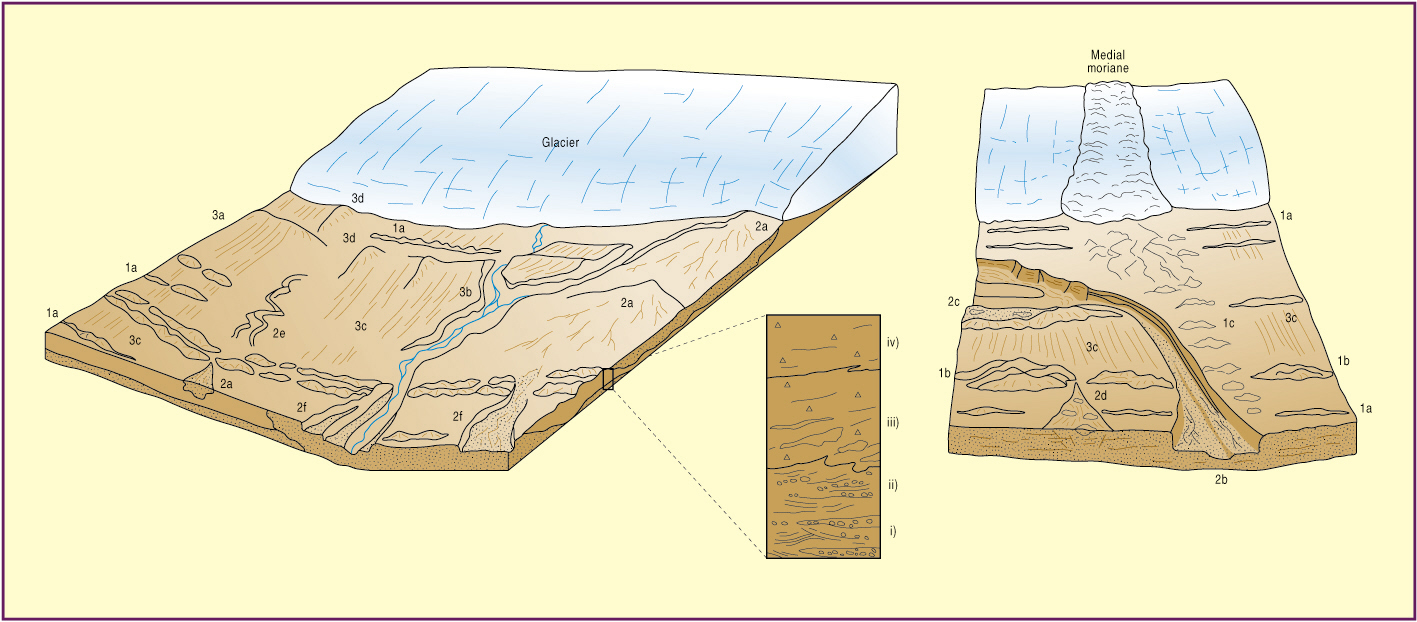 Glacier
3d
3a
3d
1a
2a
1a
3b
2a
1a
2e
3c
3c
2a
2f
2f
iv)
iii)
ii)
i)
Medial
moriane
1a
2c
1c
3c
3c
1b
1b
2d
1a
2b